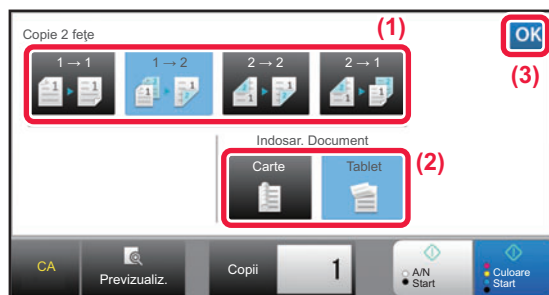 (1)
Copie 2 feţe
OK
1 → 1
1 → 2
2 → 2
2 → 1
(3)
Indosar. Document
Carte
Tablet
(2)
CA
Previzualiz.
Copii
1
A/N
Start
Culoare
Start